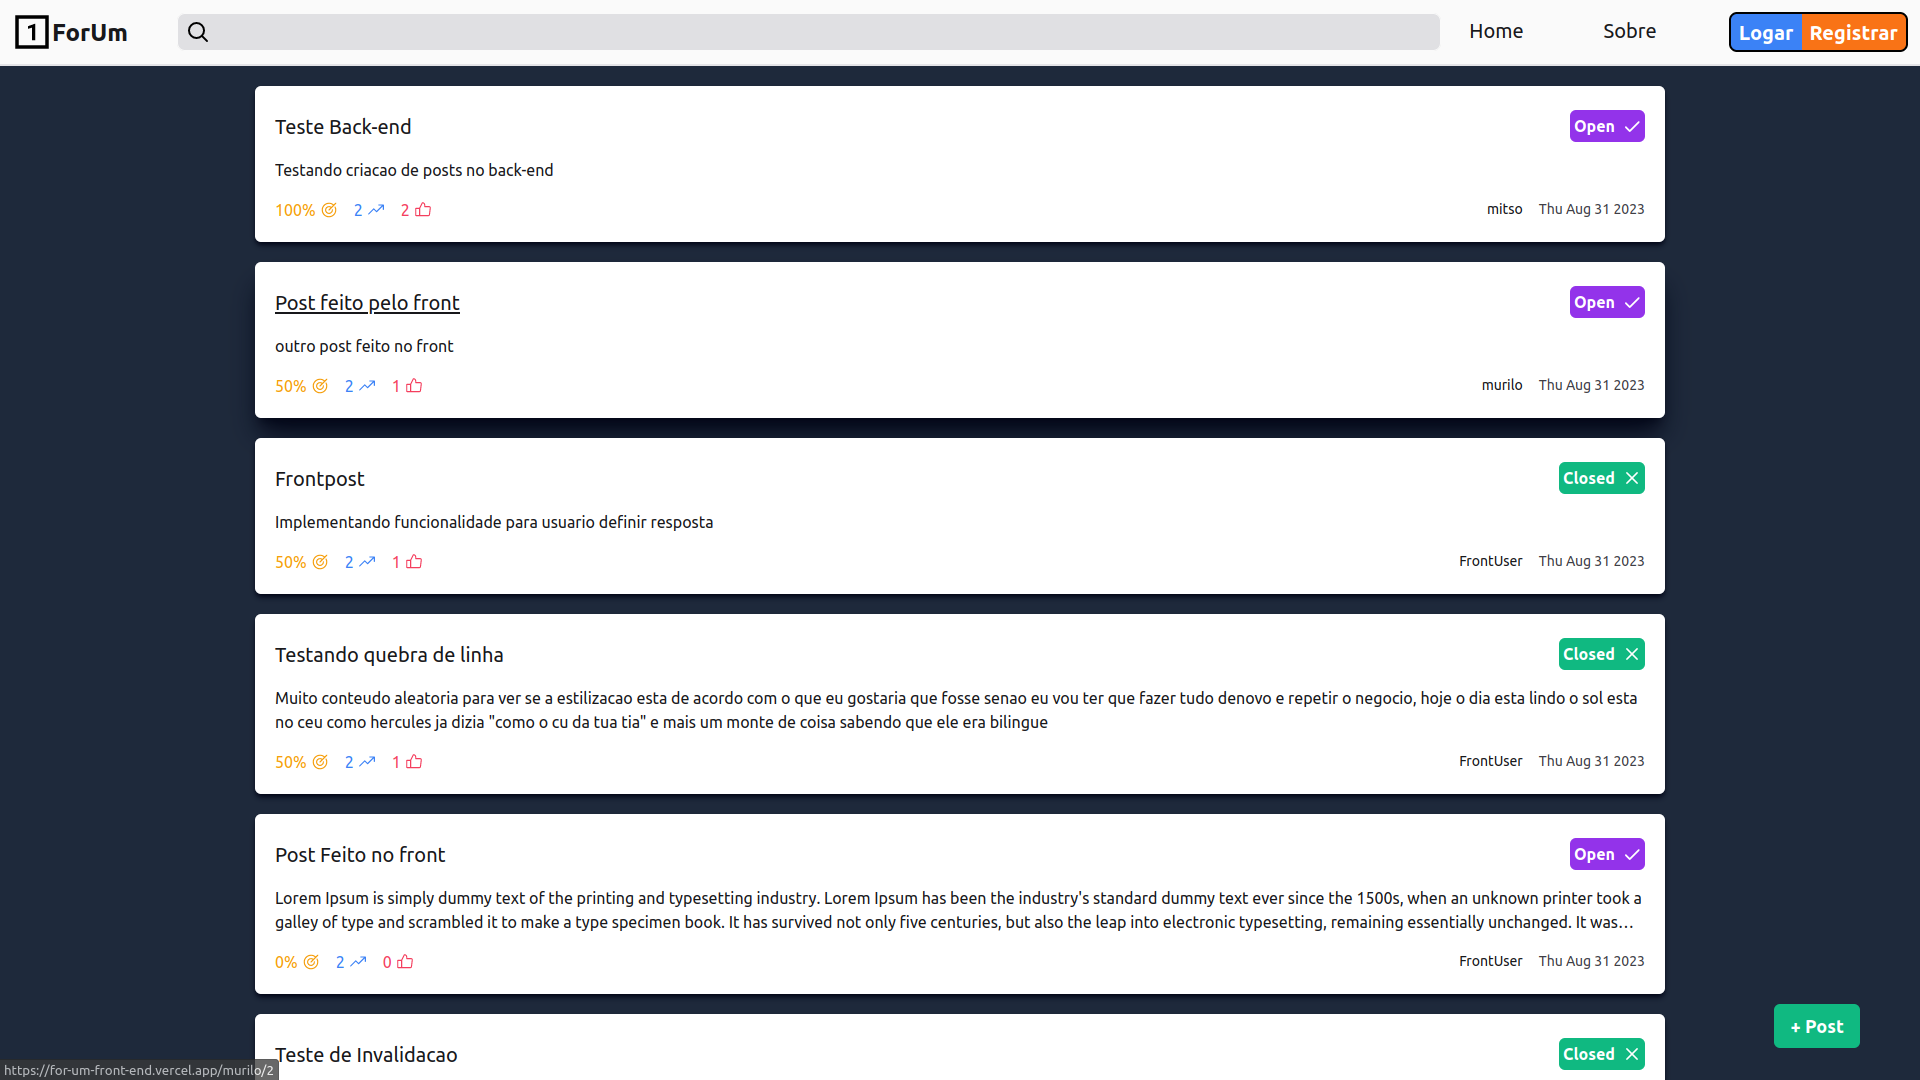 1 ForUm
Home
Sobre
Logar
Registrar
Teste Back-end
Open
Testando criacao de posts no back-end
100% 2 2
mitso Thu Aug 31 2023
Post feito pelo front
Open
outro post feito no front
50% 2 1
murilo Thu Aug 31 2023
Frontpost
Closed
Implementando funcionalidade para usuario definir resposta
50% 2 1
FrontUser Thu Aug 31 2023
Testando quebra de linha
Closed
Muito conteudo aleatoria para ver se a estilizacao esta de acordo com o que eu gostaria que fosse senao eu vou ter que fazer tudo denovo e repetir o negocio, hoje o dia esta lindo o sol esta
no ceu como hercules ja dizia "como o cu da tua tia" e mais um monte de coisa sabendo que ele era bilingue
50% 2 1
FrontUser Thu Aug 31 2023
Post Feito no front
Open
Lorem Ipsum is simply dummy text of the printing and typesetting industry. Lorem Ipsum has been the industry's standard dummy text ever since the 1500s, when an unknown printer took a
galley of type and scrambled it to make a type specimen book. It has survived not only five centuries, but also the leap into electronic typesetting, remaining essentially unchanged. It was…
0% 2 0
FrontUser Thu Aug 31 2023
+ Post
Teste de Invalidacao
Closed
https://for-um-front-end.vercel.app/murilo/2